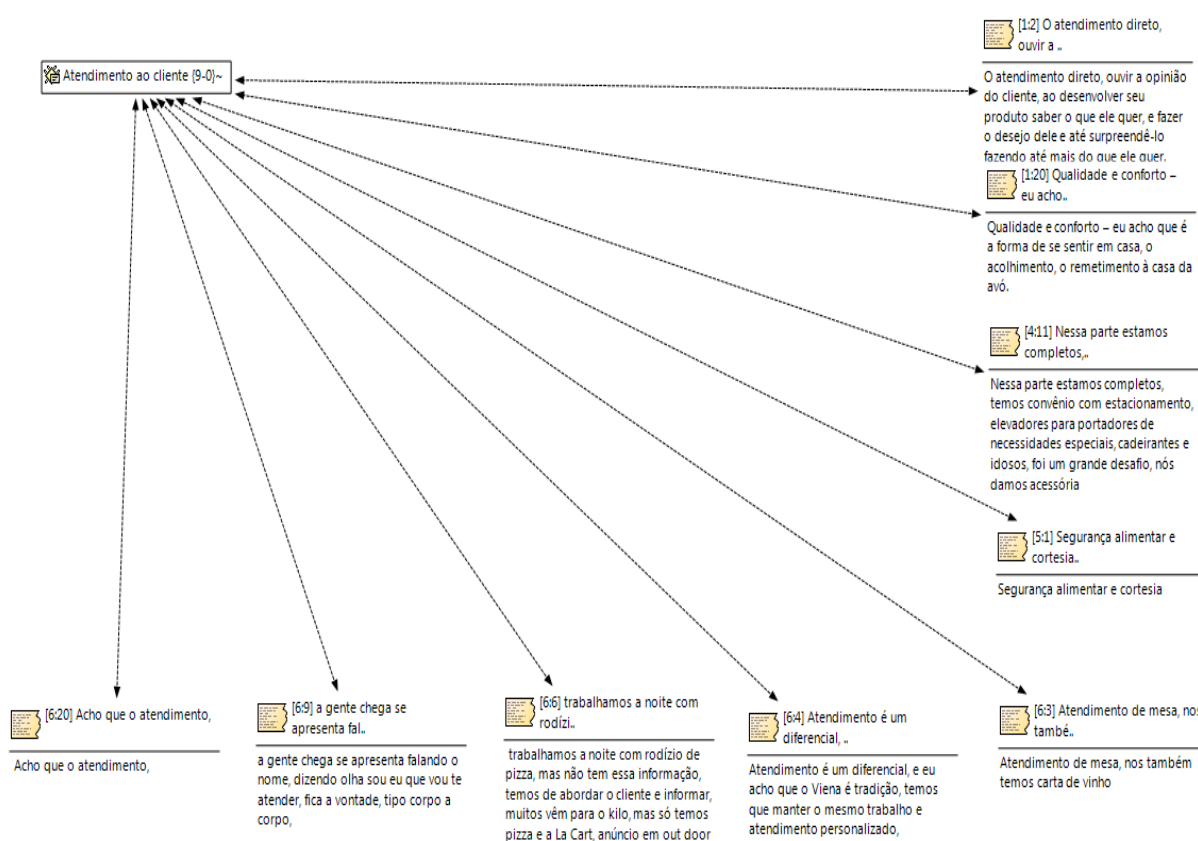 Atendimento ao cliente {9-0}~
[1:2] O atendimento direto,
ouvir a ..
O atendimento direto, ouvir a opinião
do cliente, ao desenvolver seu
produto saber o que ele quer, e fazer
o desejo dele e até surpreendê-lo
fazendo até mais do que ele quer.
[1:20] Qualidade e conforto –
eu acho..
Qualidade e conforto – eu acho que é
a forma de se sentir em casa, o
acolhimento, o remetimento à casa da
avó.
[4:11] Nessa parte estamos
completos,..
Nessa parte estamos completos,
temos convênio com estacionamento,
elevadores para portadores de
necessidades especiais, cadeirantes e
idosos, foi um grande desafio, nós
damos acessória
[5:1] Segurança alimentar e
cortesia..
Segurança alimentar e cortesia
[6:20] Acho que o atendimento,
Acho que o atendimento,
[6:9] a gente chega se
apresenta fal..
a gente chega se apresenta falando o
nome, dizendo olha sou eu que vou te
atender, fica a vontade, tipo corpo a
corpo,
[6:6] trabalhamos a noite com
rodízi..
trabalhamos a noite com rodízio de
pizza, mas não tem essa informação,
temos de abordar o cliente e informar,
muitos vêm para o kilo, mas só temos
pizza e a La Cart, anúncio em out door
[6:4] Atendimento é um
diferencial, ..
Atendimento é um diferencial, e eu
acho que o Viena é tradição, temos
que manter o mesmo trabalho e
atendimento personalizado,
[6:3] Atendimento de mesa, nos
també..
Atendimento de mesa, nos também
temos carta de vinho